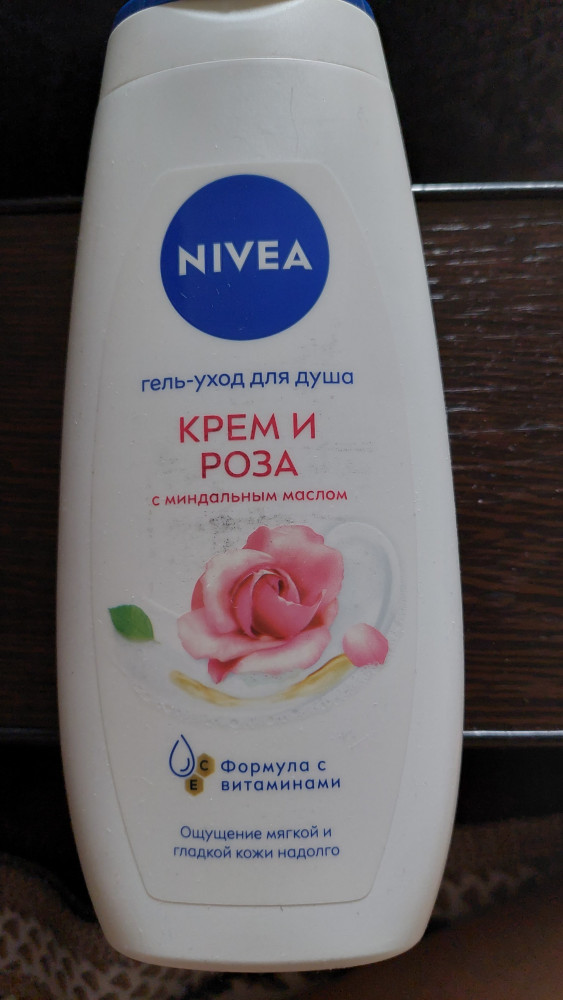 NIVEA
гель-уход для душа
КРЕМ И
РОЗА
с миндальным маслом
C
E
Формула с
витаминами
Ощущение мягкой и
гладкой кожи надолго